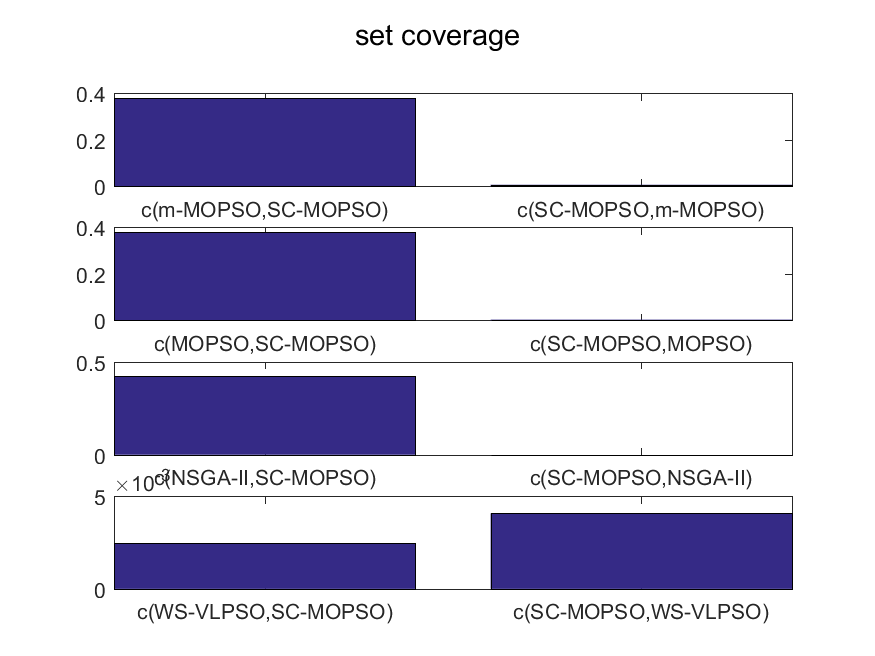 set coverage
0.4
0.2
0
c(m-MOPSO,SC-MOPSO) c(SC-MOPSO,m-MOPSO)
0.4
0.2
0
c(MOPSO,SC-MOPSO) c(SC-MOPSO,MOPSO)
0.5
0
c(NSGA-II,SC-MOPSO) c(SC-MOPSO,NSGA-II)
×10⁻³
5
0
c(WS-VLPSO,SC-MOPSO) c(SC-MOPSO,WS-VLPSO)